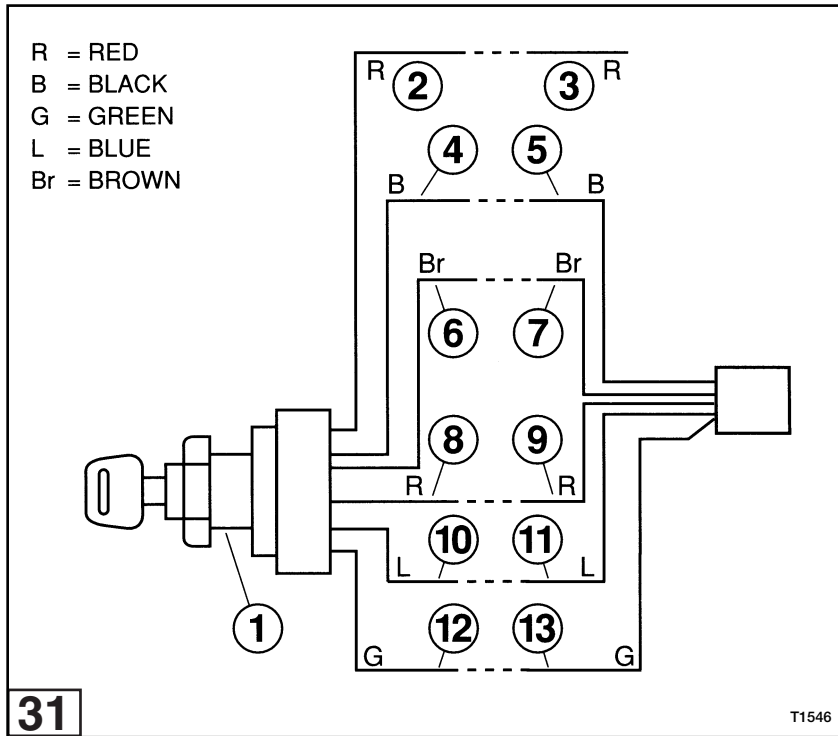 R = RED
B = BLACK
G = GREEN
L = BLUE
Br = BROWN
R 2 3 R
4 5
B B
Br Br
6 7
8 9
R R
10 11
L L
1 12 13
G G
31
T1546